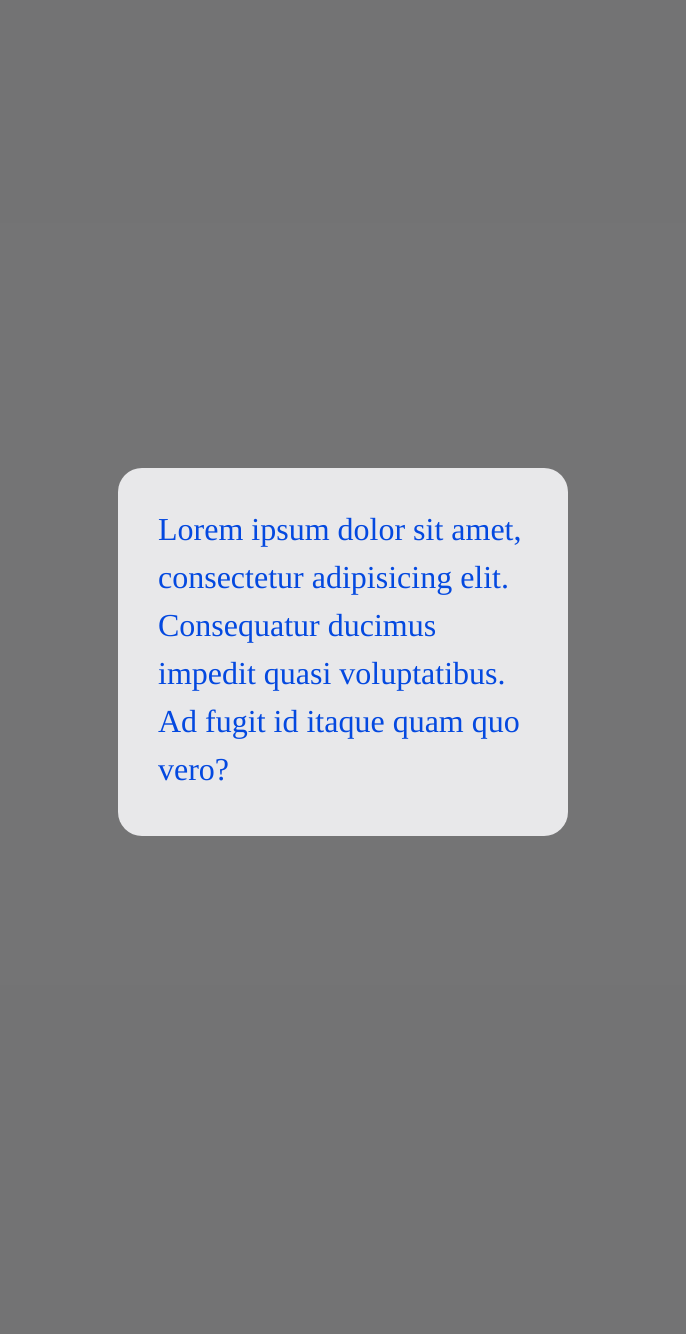 Lorem ipsum dolor sit amet,
consectetur adipisicing elit.
Consequatur ducimus
impedit quasi voluptatibus.
Ad fugit id itaque quam quo
vero?